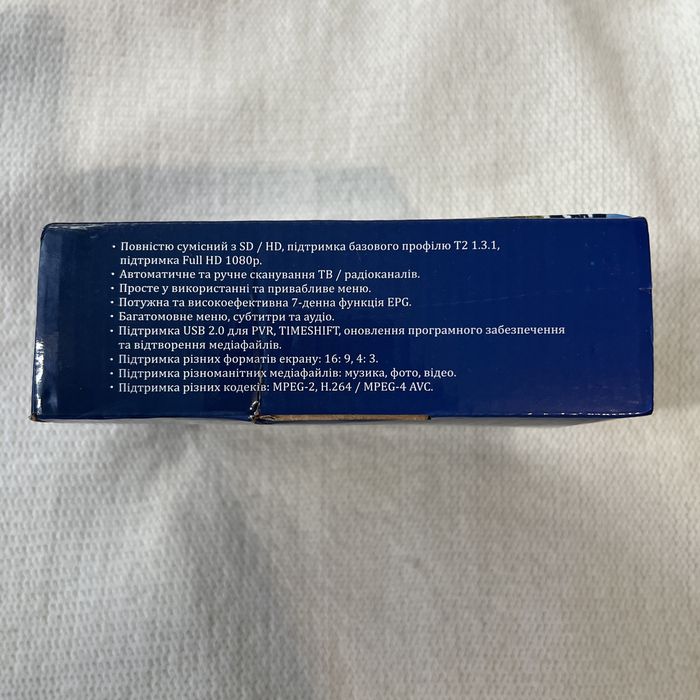 • Повністю сумісний з SD / HD, підтримка базового профілю T2 1.3.1,
підтримка Full HD 1080p.
• Автоматичне та ручне сканування ТВ / радіоканалів.
• Просте у використанні та привабливе меню.
• Потужна та високоефективна 7-денна функція EPG.
• Багатомовне меню, субтитри та аудіо.
• Підтримка USB 2.0 для PVR, TIMESHIFT, оновлення програмного забезпечення
та відтворення медіафайлів.
• Підтримка різних форматів екрану: 16: 9, 4: 3.
• Підтримка різноманітних медіафайлів: музика, фото, відео.
• Підтримка різних кодеків: MPEG-2, H.264 / MPEG-4 AVC.